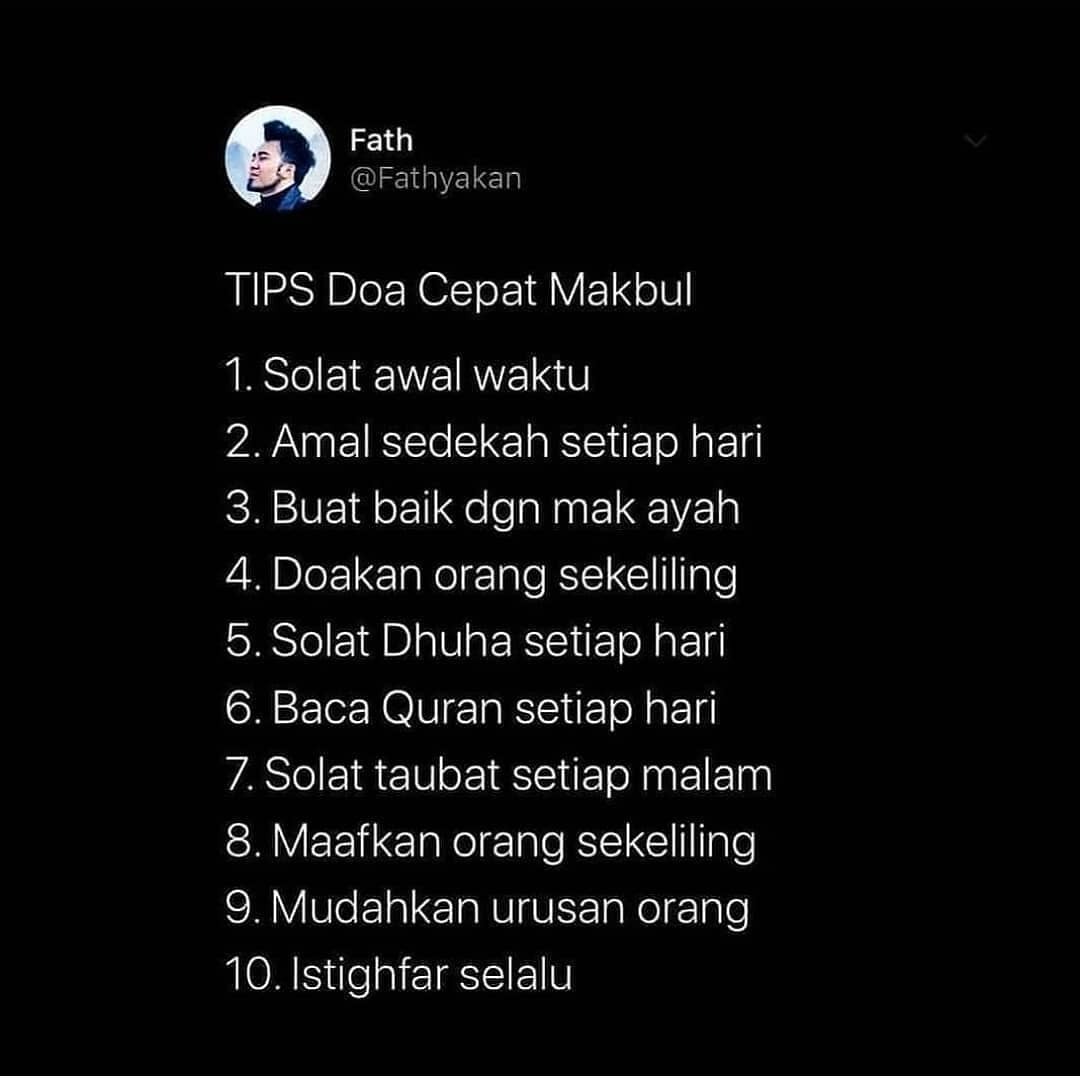 Fath
@Fathyakan
TIPS Doa Cepat Makbul
1. Solat awal waktu
2. Amal sedekah setiap hari
3. Buat baik dgn mak ayah
4. Doakan orang sekeliling
5. Solat Dhuha setiap hari
6. Baca Quran setiap hari
7. Solat taubat setiap malam
8. Maafkan orang sekeliling
9. Mudahkan urusan orang
10. Istighfar selalu